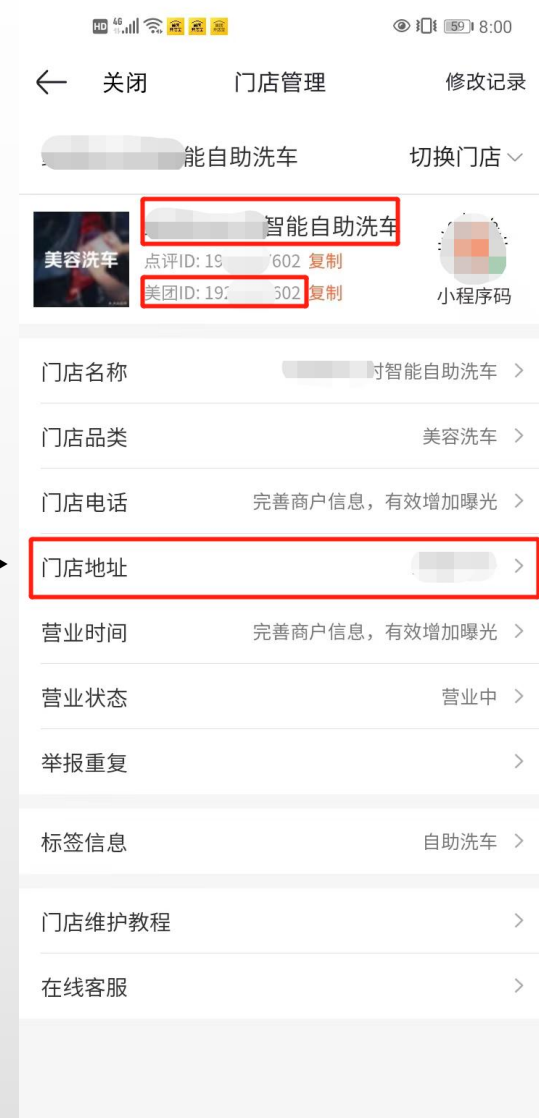 HD 4G 59 8:00
关闭 门店管理 修改记录
能自助洗车 切换门店
智能自助洗车
美容洗车
点评ID: 19 602 复制
美团ID: 192 602 复制
小程序码
门店名称 时智能自助洗车
门店品类 美容洗车
门店电话 完善商户信息，有效增加曝光
门店地址
营业时间 完善商户信息，有效增加曝光
营业状态 营业中
举报重复
标签信息 自助洗车
门店维护教程
在线客服